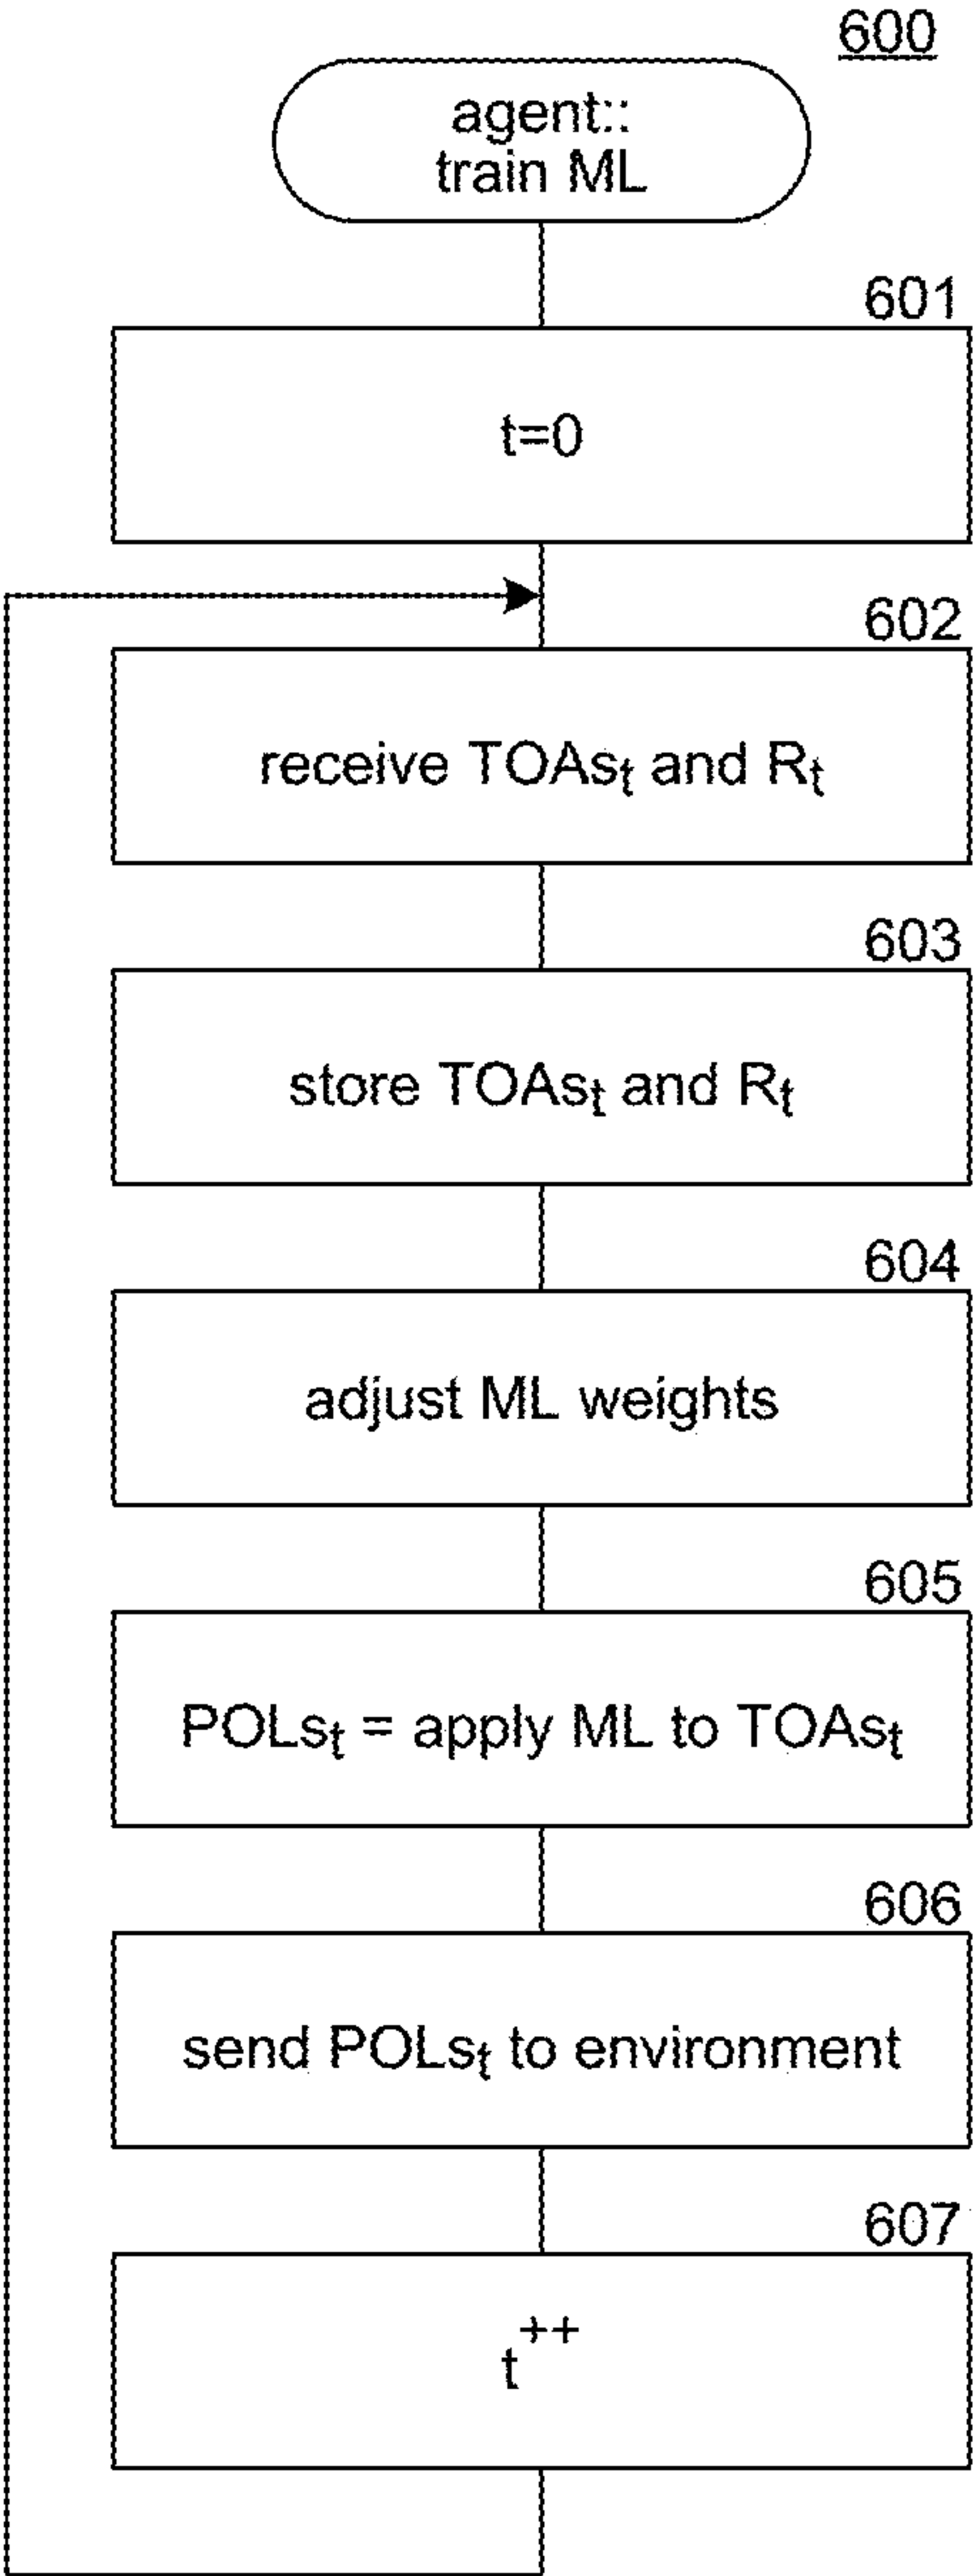 600
agent::
train ML
601
t=0
602
receive TOAsₜ and Rₜ
603
store TOAsₜ and Rₜ
604
adjust ML weights
605
POLsₜ = apply ML to TOAsₜ
606
send POLsₜ to environment
607
t⁺⁺